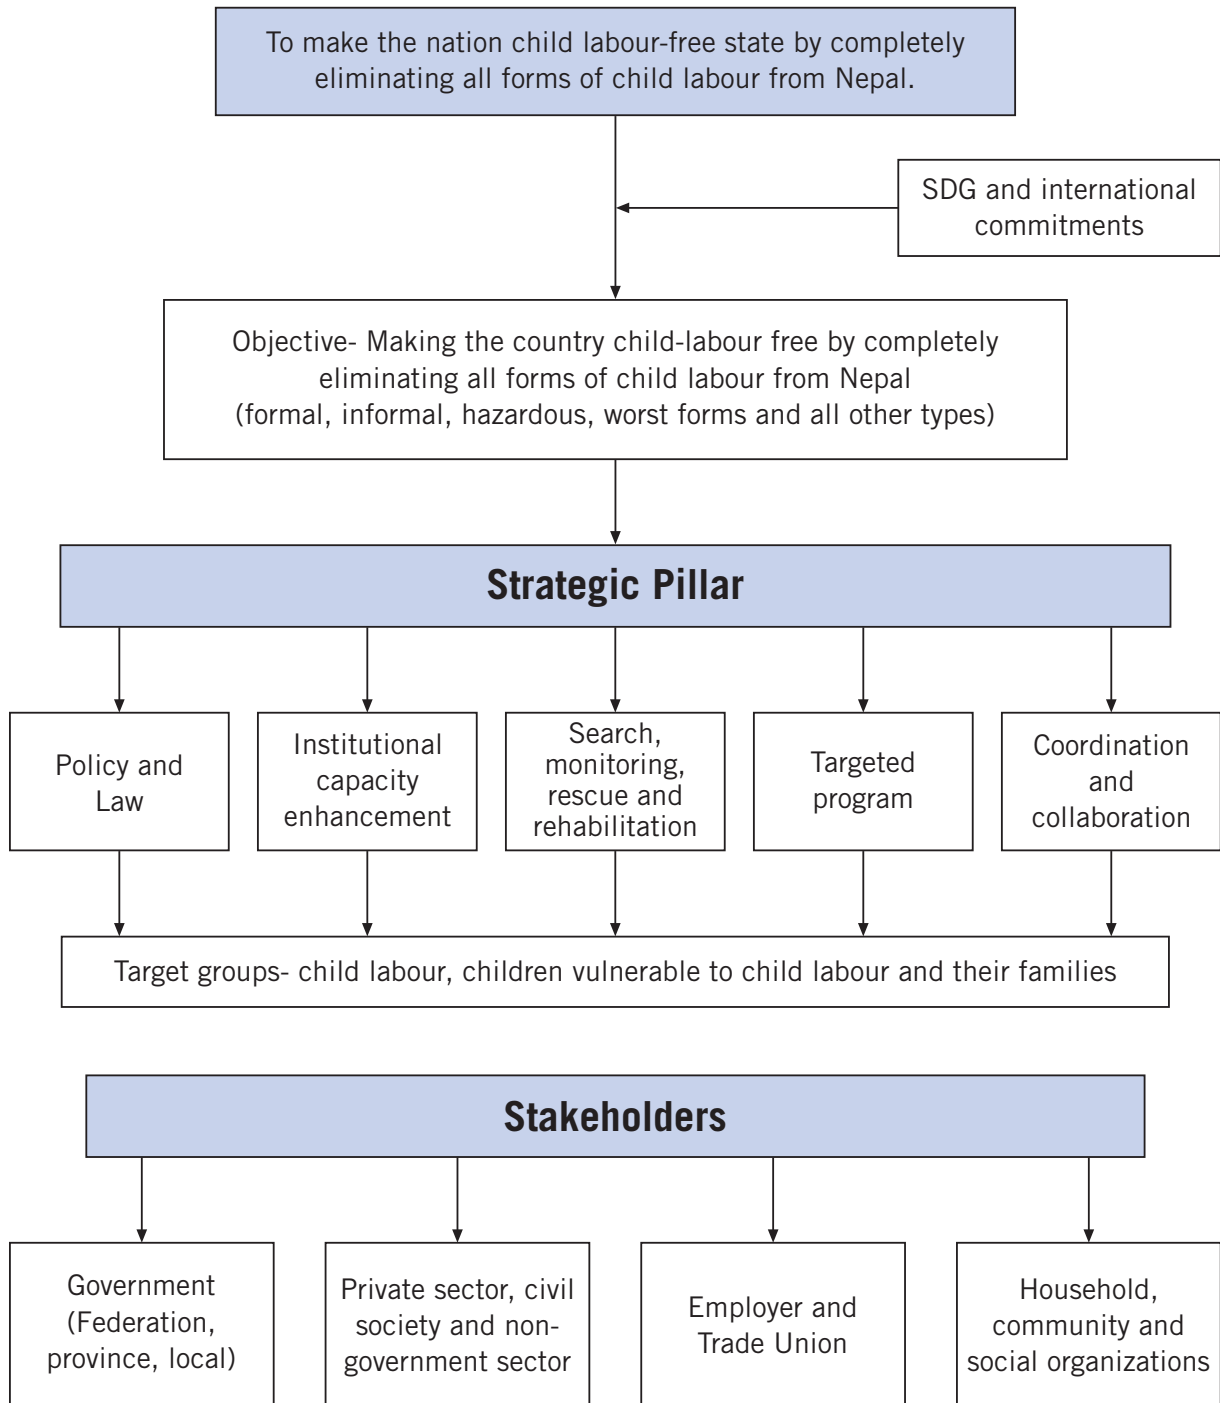 To make the nation child labour-free state by completely
eliminating all forms of child labour from Nepal.
SDG and international
commitments
Objective- Making the country child-labour free by completely
eliminating all forms of child labour from Nepal
(formal, informal, hazardous, worst forms and all other types)
Strategic Pillar
Policy and
Law
Institutional
capacity
enhancement
Search,
monitoring,
rescue and
rehabilitation
Targeted
program
Coordination
and
collaboration
Target groups- child labour, children vulnerable to child labour and their families
Stakeholders
Government
(Federation,
province, local)
Private sector, civil
society and non-
government sector
Employer and
Trade Union
Household,
community and
social organizations